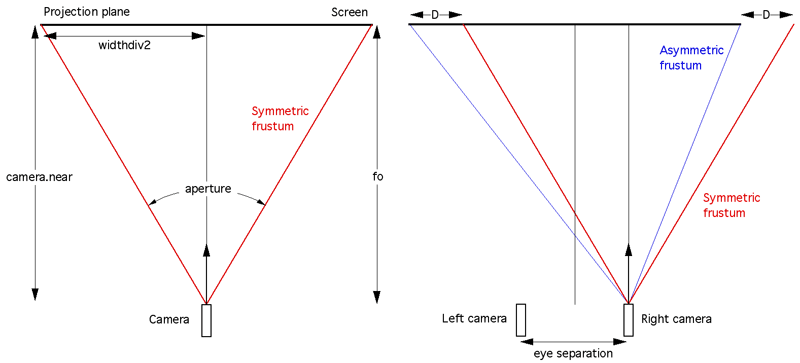 Projection plane
Screen
widthdiv2
Symmetric
frustum
camera.near
aperture
fo
Camera
D
D
Asymmetric
frustum
Symmetric
frustum
Left camera
Right camera
eye separation